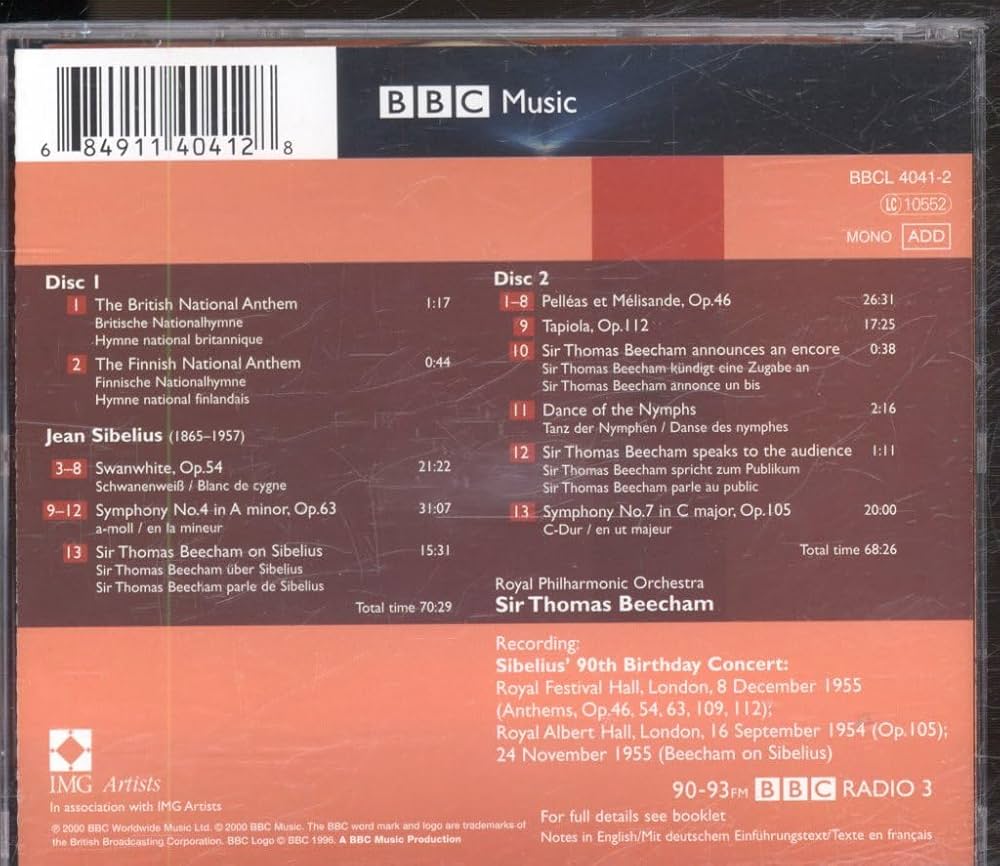 6 84911 40412 8
BBC Music
BBCL 4041-2
LC 10552
MONO ADD
Disc 1
1 The British National Anthem 1:17
Britische Nationalhymne
Hymne national britannique
2 The Finnish National Anthem 0:44
Finnische Nationalhymne
Hymne national finlandais
Jean Sibelius (1865–1957)
3–8 Swanwhite, Op.54 21:22
Schwanenweiß / Blanc de cygne
9–12 Symphony No.4 in A minor, Op.63 31:07
a-moll / en la mineur
13 Sir Thomas Beecham on Sibelius 15:31
Sir Thomas Beecham über Sibelius
Sir Thomas Beecham parle de Sibelius
Total time 70:29
Disc 2
1–8 Pelléas et Mélisande, Op.46 26:31
9 Tapiola, Op.112 17:25
10 Sir Thomas Beecham announces an encore 0:38
Sir Thomas Beecham kündigt eine Zugabe an
Sir Thomas Beecham annonce un bis
11 Dance of the Nymphs 2:16
Tanz der Nymphen / Danse des nymphes
12 Sir Thomas Beecham speaks to the audience 1:11
Sir Thomas Beecham spricht zum Publikum
Sir Thomas Beecham parle au public
13 Symphony No.7 in C major, Op.105 20:00
C-Dur / en ut majeur
Total time 68:26
Royal Philharmonic Orchestra
Sir Thomas Beecham
Recording:
Sibelius' 90th Birthday Concert:
Royal Festival Hall, London, 8 December 1955
(Anthems, Op.46, 54, 63, 109, 112);
Royal Albert Hall, London, 16 September 1954 (Op.105);
24 November 1955 (Beecham on Sibelius)
IMG Artists
In association with IMG Artists
℗ 2000 BBC Worldwide Music Ltd. © 2000 BBC Music. The BBC word mark and logo are trademarks of
the British Broadcasting Corporation. BBC Logo © BBC 1996. A BBC Music Production
90-93FM BBC RADIO 3
For full details see booklet
Notes in English/Mit deutschem Einführungstext/Texte en français